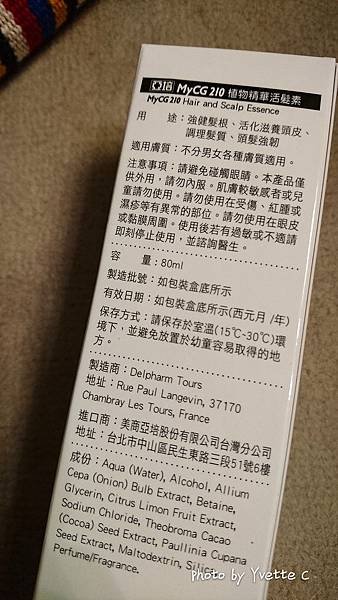 亞培 MyCG 210 植物精華活髮素
MyCG 210 Hair and Scalp Essence
用 途：強健髮根、活化滋養頭皮、
調理髮質、頭髮強韌
適用膚質：不分男女各種膚質適用。
注意事項：請避免碰觸眼睛。本產品僅
供外用，請勿內服。肌膚較敏感者或兒
童請勿使用。請勿使用在受傷、紅腫或
濕疹等有異常的部位。請勿使用在眼皮
或黏膜周圍。使用後若有過敏或不適請
即刻停止使用，並諮詢醫生。
容 量：80ml
製造批號：如包裝盒底所示
有效日期：如包裝盒底所示(西元月 /年)
保存方式：請保存於室溫(15℃-30℃)環
境下，並避免放置於幼童容易取得的地
方。
製造商：Delpharm Tours
地址：Rue Paul Langevin, 37170
Chambray Les Tours, France
進口商：美商亞培股份有限公司台灣分公司
地址：台北市中山區民生東路三段51號6樓
成份：Aqua (Water), Alcohol, Allium
Cepa (Onion) Bulb Extract, Betaine,
Glycerin, Citrus Limon Fruit Extract,
Sodium Chloride, Theobroma Cacao
(Cocoa) Seed Extract, Paullinia Cupana
Seed Extract, Maltodextrin, Silica,
Perfume/Fragrance.
Photo by Yvette C